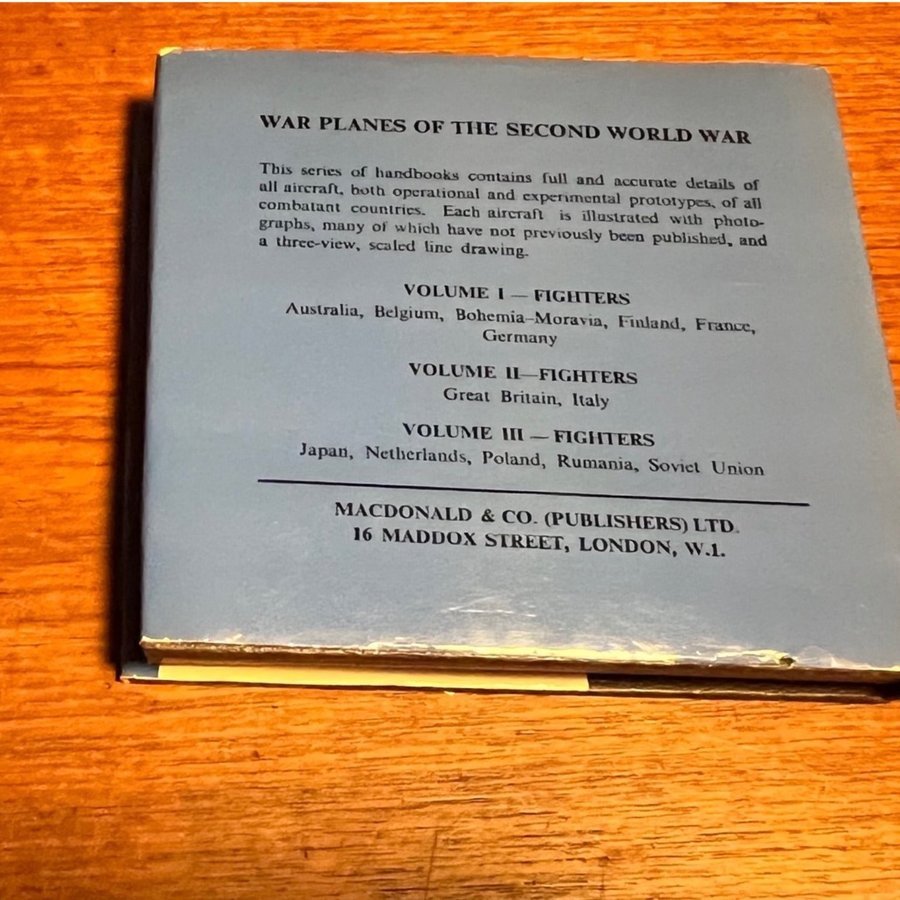 WAR PLANES OF THE SECOND WORLD WAR
This series of handbooks contains full and accurate details of
all aircraft, both operational and experimental prototypes, of all
combatant countries. Each aircraft is illustrated with photo-
graphs, many of which have not previously been published, and
a three-view, scaled line drawing.
VOLUME I — FIGHTERS
Australia, Belgium, Bohemia-Moravia, Finland, France,
Germany
VOLUME II—FIGHTERS
Great Britain, Italy
VOLUME III — FIGHTERS
Japan, Netherlands, Poland, Rumania, Soviet Union
MACDONALD & CO. (PUBLISHERS) LTD.
16 MADDOX STREET, LONDON, W.1.